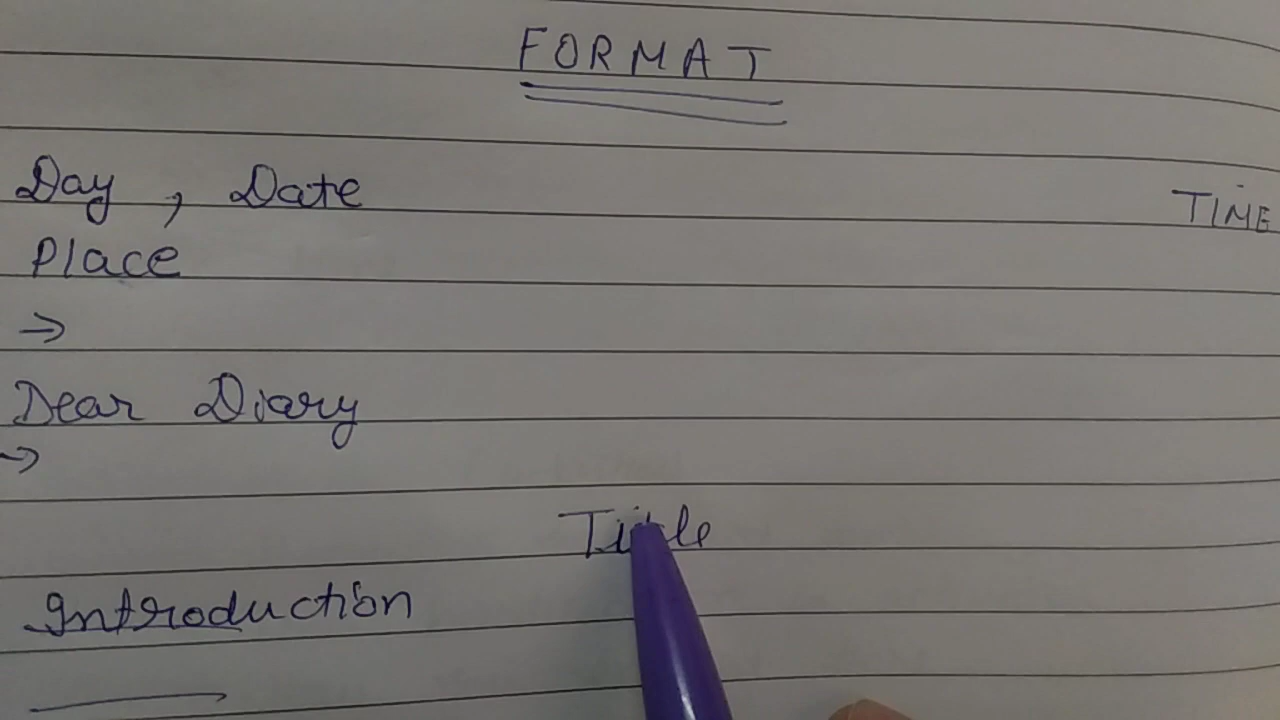 FORMAT
Day, Date TIME
Place
→
Dear Diary
→
Title
Introduction